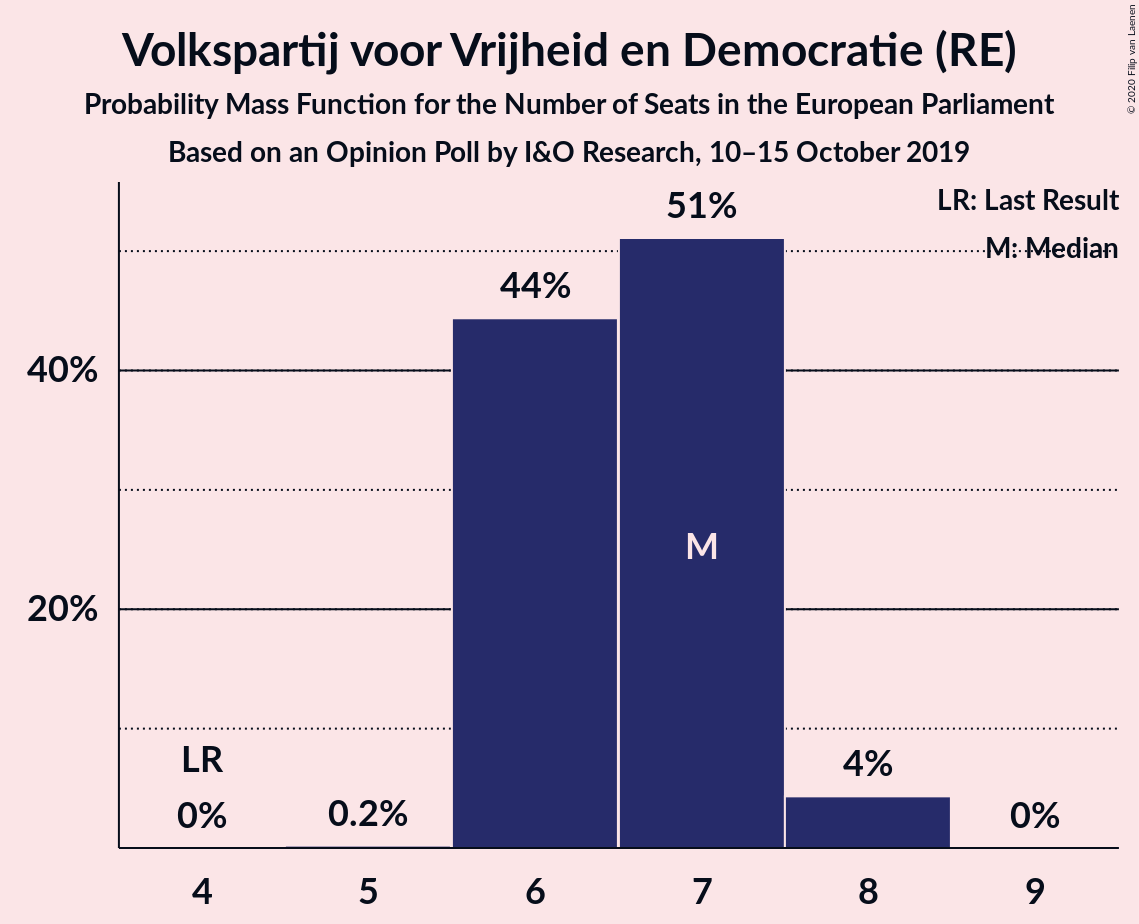 Volkspartij voor Vrijheid en Democratie (RE)
Probability Mass Function for the Number of Seats in the European Parliament
Based on an Opinion Poll by I&O Research, 10–15 October 2019
© 2020 Filip van Laenen
LR: Last Result
M: Median
51%
44%
40%
M
20%
LR
0%
0.2%
4%
0%
4 5 6 7 8 9